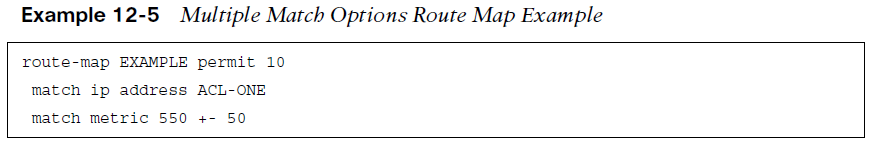 Example 12-5 Multiple Match Options Route Map Example
route-map EXAMPLE permit 10
match ip address ACL-ONE
match metric 550 +- 50